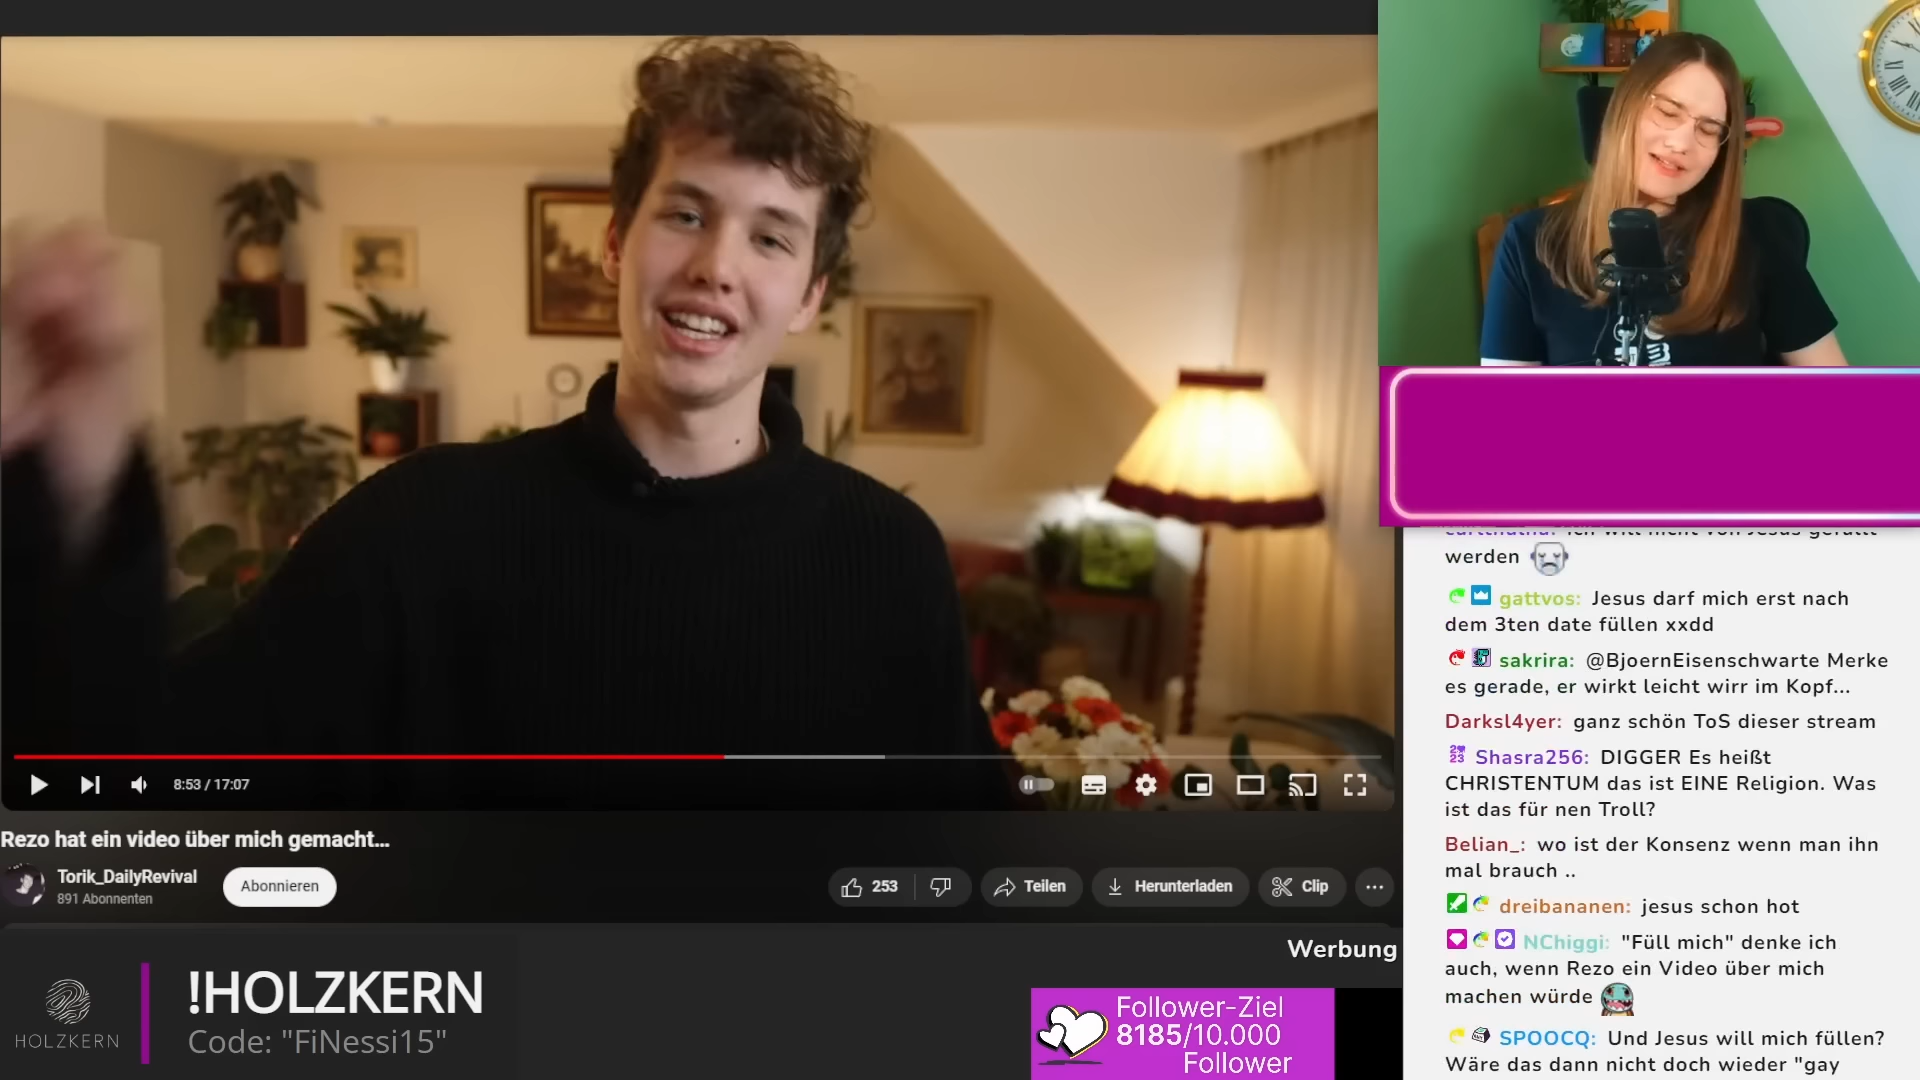 8:53 / 17:07
Rezo hat ein video über mich gemacht...
Torik_DailyRevival
891 Abonnenten
Abonnieren
253
Teilen
Herunterladen
Clip
Werbung
HOLZKERN
!HOLZKERN
Code: "FiNessi15"
Follower-Ziel
8185/10.000
Follower
werden
gattvos: Jesus darf mich erst nach
dem 3ten date füllen xxdd
sakrira: @BjoernEisenschwarte Merke
es gerade, er wirkt leicht wirr im Kopf...
Darksl4yer: ganz schön ToS dieser stream
Shasra256: DIGGER Es heißt
CHRISTENTUM das ist EINE Religion. Was
ist das für nen Troll?
Belian_: wo ist der Konsenz wenn man ihn
mal brauch ..
dreibananen: jesus schon hot
NChiggi: "Füll mich" denke ich
auch, wenn Rezo ein Video über mich
machen würde
SPOOCQ: Und Jesus will mich füllen?
Wäre das dann nicht doch wieder "gay